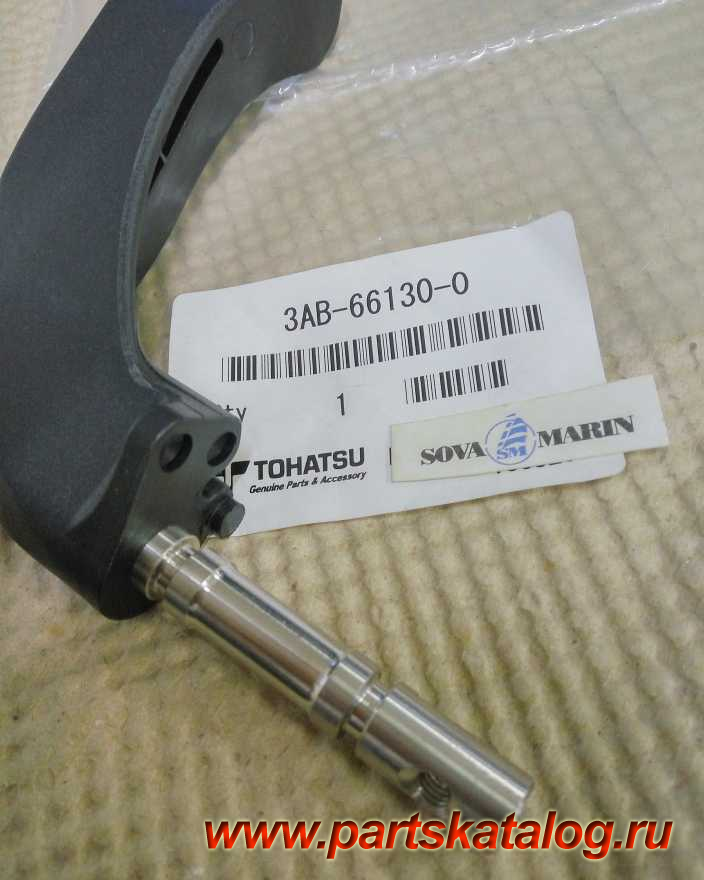 3AB-66130-0
1
TOHATSU
Genuine Parts & Accessory
SOVA SM MARIN
www.partskatalog.ru